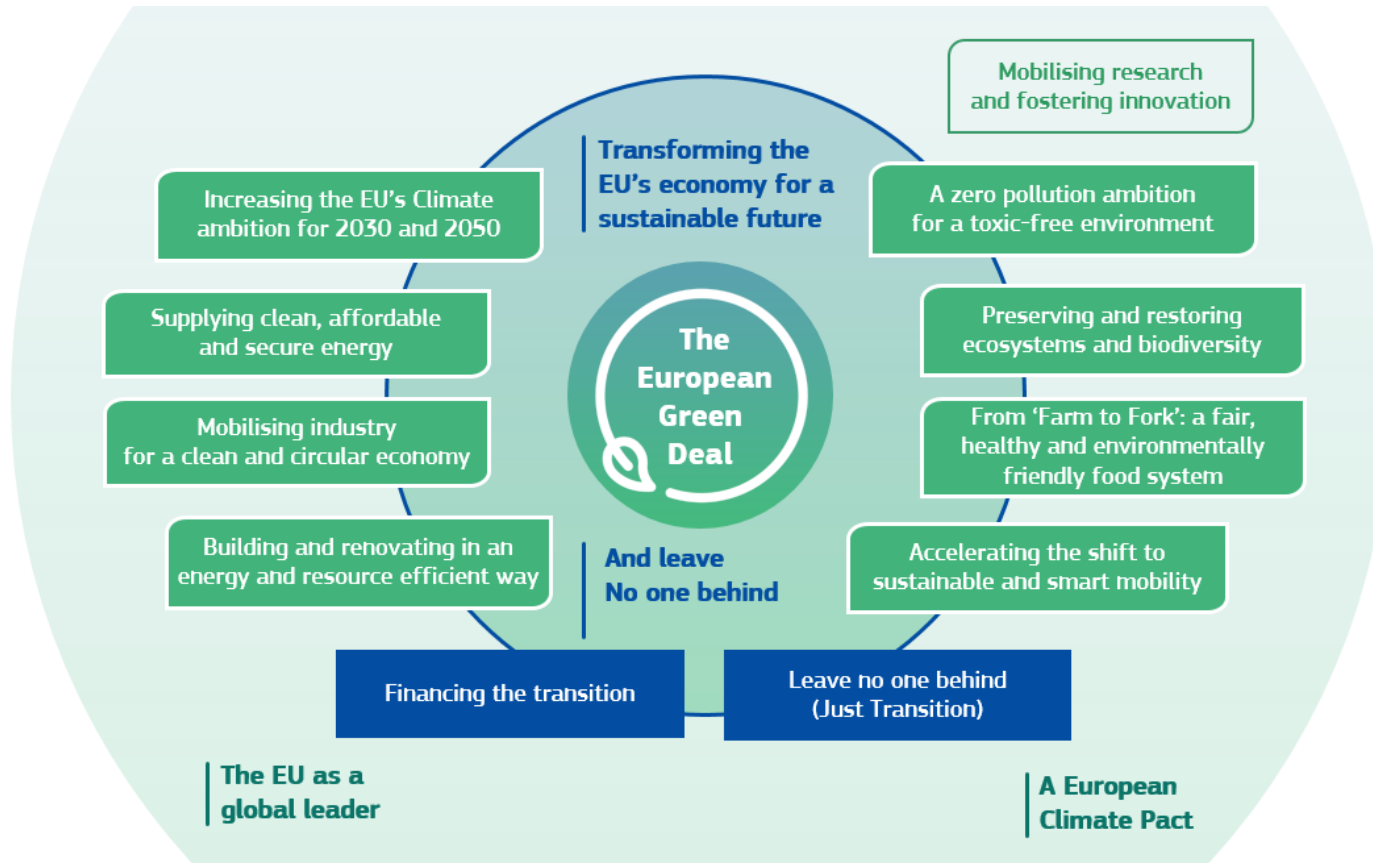 Mobilising research
and fostering innovation
Transforming the
EU's economy for a
sustainable future
Increasing the EU's Climate
ambition for 2030 and 2050
A zero pollution ambition
for a toxic-free environment
Supplying clean, affordable
and secure energy
Preserving and restoring
ecosystems and biodiversity
The
European
Green
Deal
Mobilising industry
for a clean and circular economy
From ‘Farm to Fork’: a fair,
healthy and environmentally
friendly food system
Building and renovating in an
energy and resource efficient way
And leave
No one behind
Accelerating the shift to
sustainable and smart mobility
Financing the transition
Leave no one behind
(Just Transition)
The EU as a
global leader
A European
Climate Pact